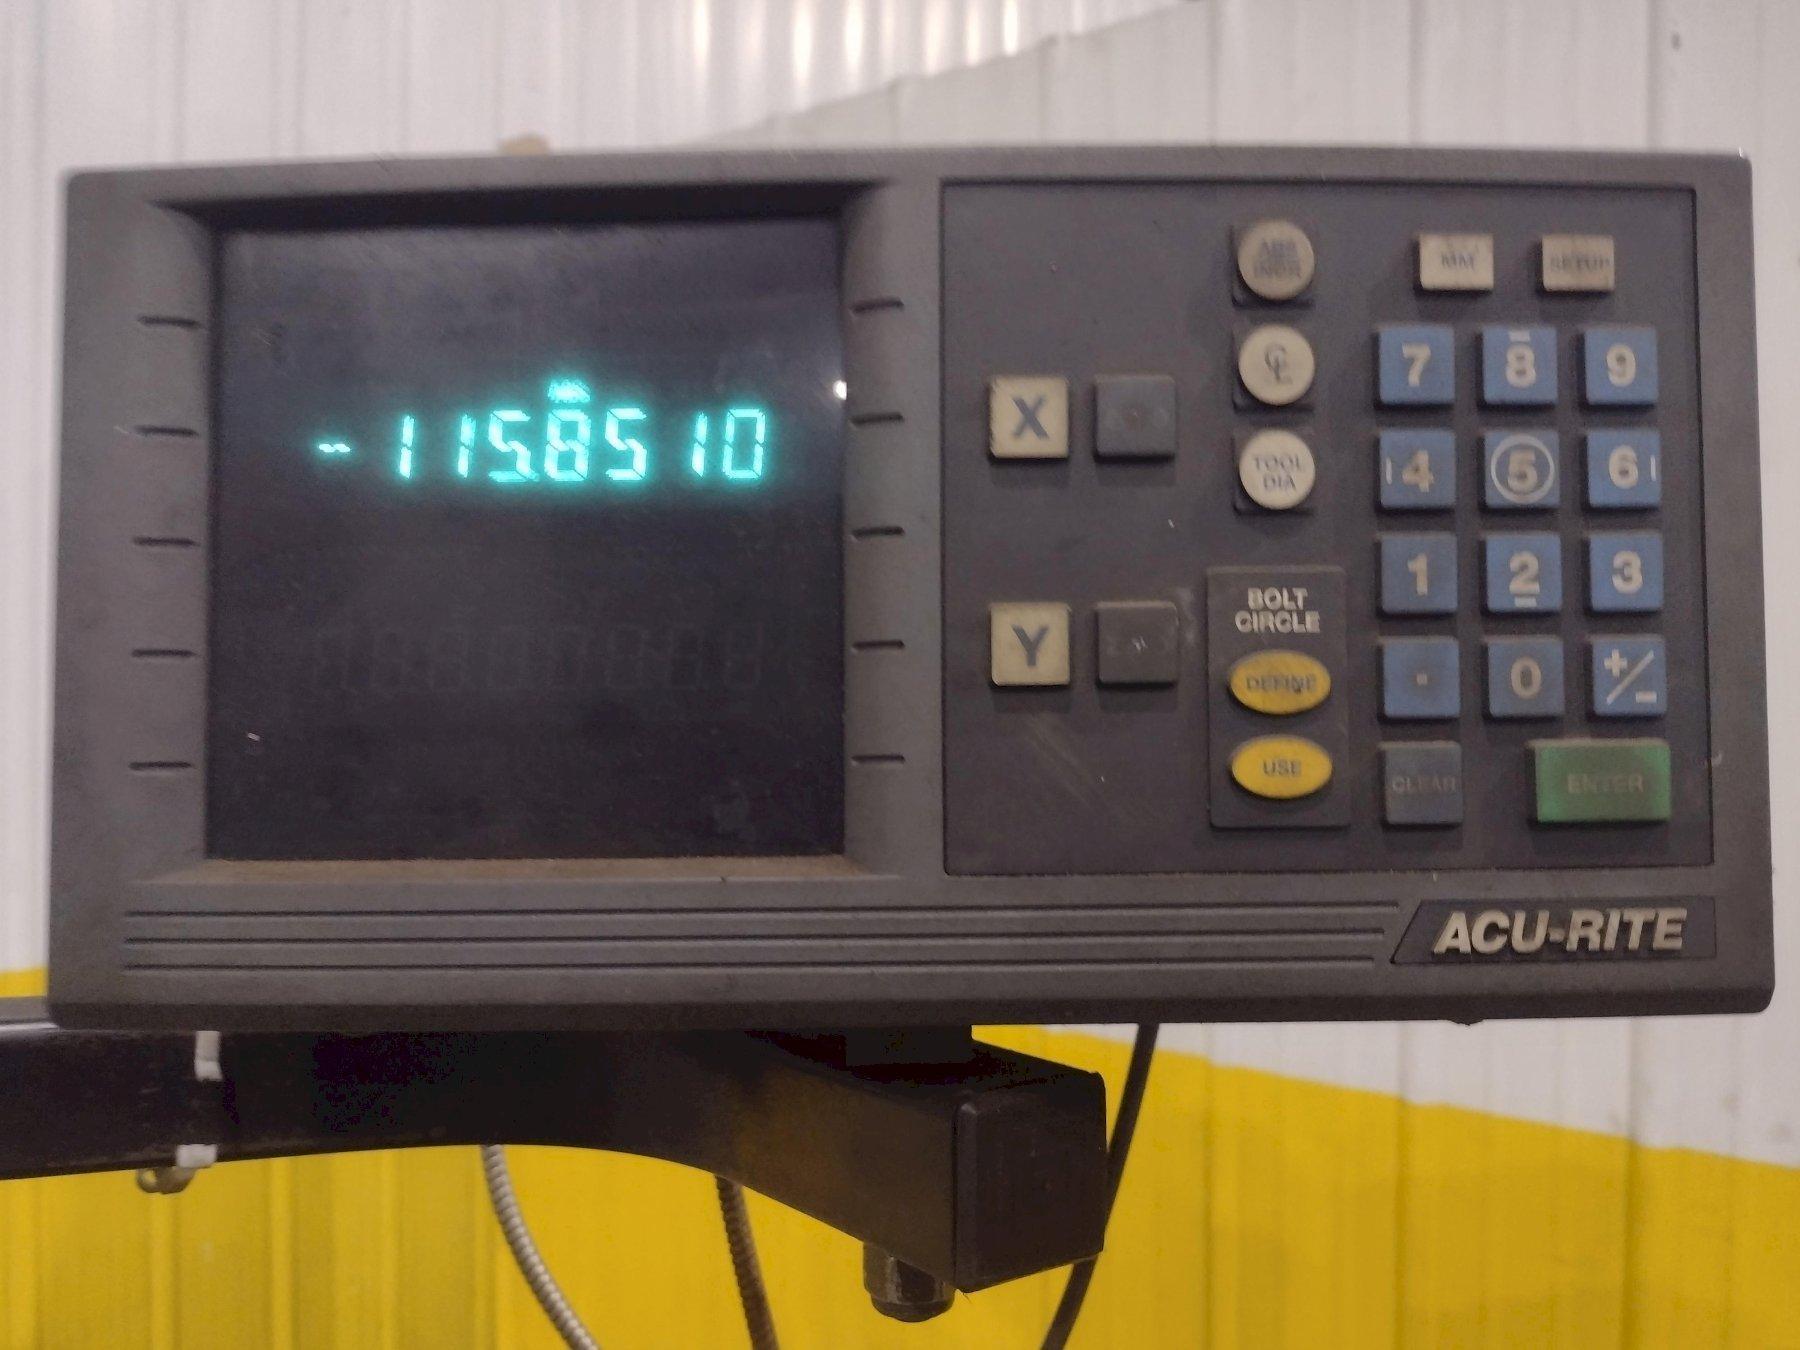 ABS
-115.8510
X
Y
ABS
INCR
CL
TOOL
DIA
BOLT
CIRCLE
DEFINE
USE
MM
SETUP
7 8 9
4 5 6
1 2 3
. 0 +/-
CLEAR ENTER
ACU-RITE